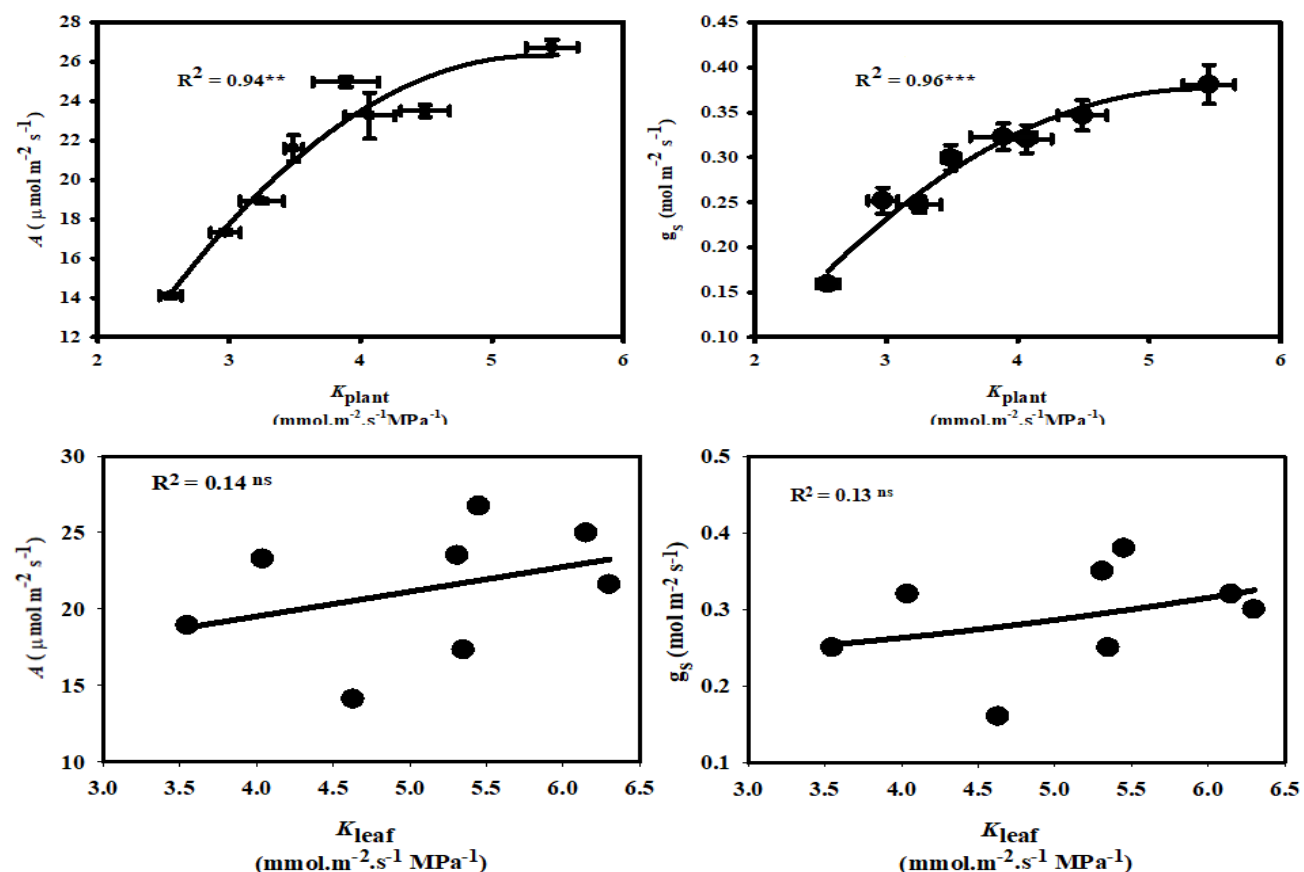 28
26
24
22
20
18
16
14
12
A ( μ mol m-2 s-1)
R2 = 0.94**
2 3 4 5 6
Kplant
(mmol.m-2.s-1MPa-1)
0.45
0.40
0.35
0.30
0.25
0.20
0.15
0.10
gs (mol m-2 s-1)
R2 = 0.96***
2 3 4 5 6
Kplant
(mmol.m-2.s-1MPa-1)
30
25
20
15
10
A ( μ mol m-2 s-1)
R2 = 0.14 ns
3.0 3.5 4.0 4.5 5.0 5.5 6.0 6.5
Kleaf
(mmol.m-2.s-1 MPa-1)
0.5
0.4
0.3
0.2
0.1
gs (mol m-2 s-1)
R2 = 0.13 ns
3.0 3.5 4.0 4.5 5.0 5.5 6.0 6.5
Kleaf
(mmol.m-2.s-1 MPa-1)